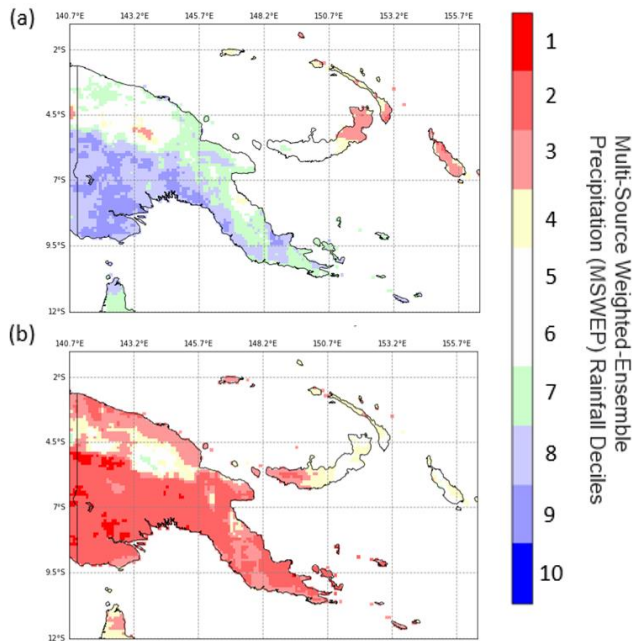 (a)
140.7°E 143.2°E 145.7°E 148.2°E 150.7°E 153.2°E 155.7°E
2°S
4.5°S
7°S
9.5°S
12°S
(b)
140.7°E 143.2°E 145.7°E 148.2°E 150.7°E 153.2°E 155.7°E
2°S
4.5°S
7°S
9.5°S
12°S
1
2
3
4
5
6
7
8
9
10
Multi-Source Weighted-Ensemble
Precipitation (MSWEP) Rainfall Deciles